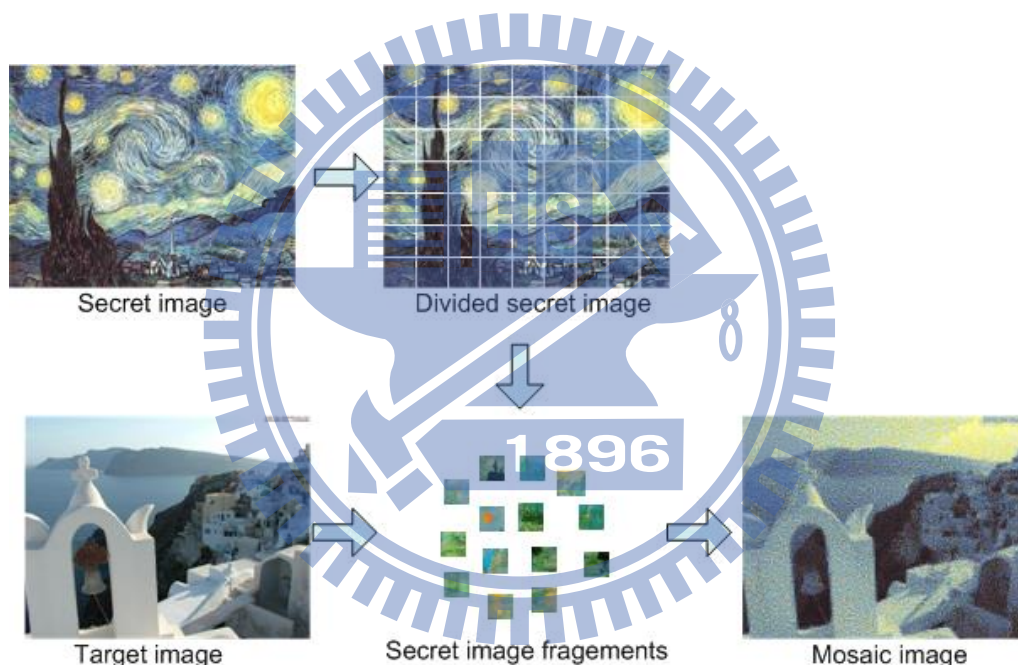 Secret image
Divided secret image
1896
Target image
Secret image fragements
Mosaic image